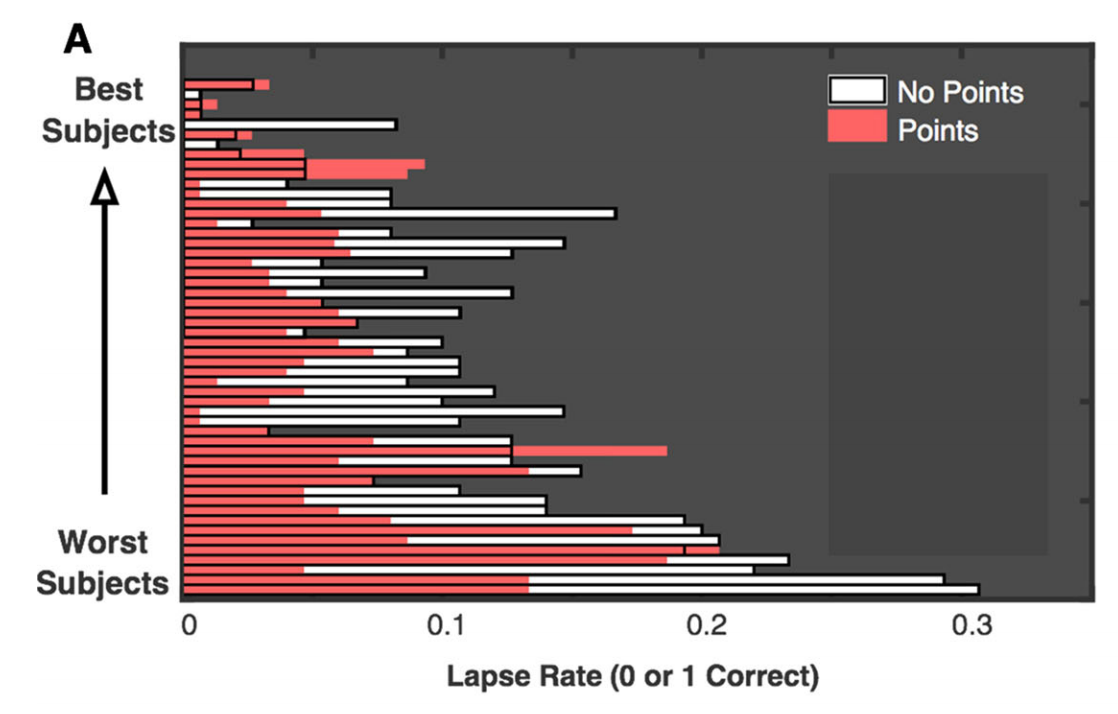 A
Best
Subjects
No Points
Points
Worst
Subjects
0
0.1
0.2
0.3
Lapse Rate (0 or 1 Correct)